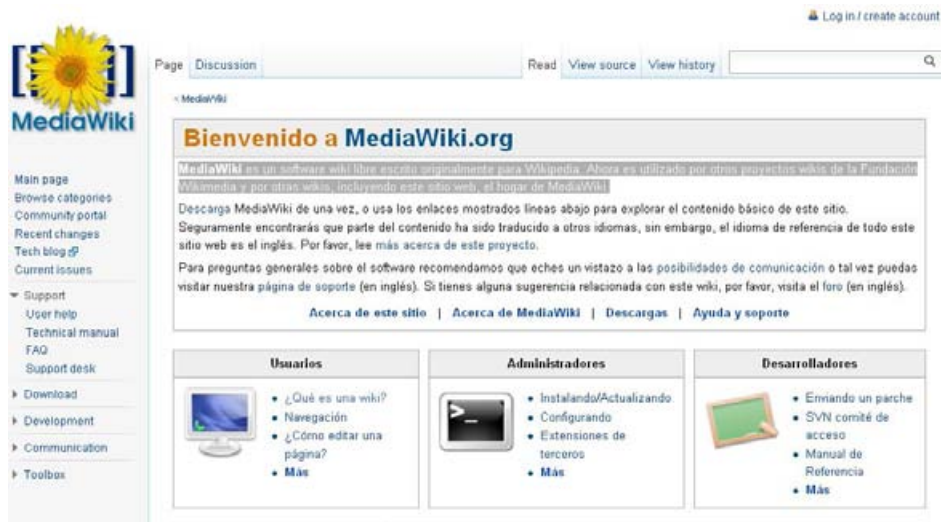 Log in / create account
MediaWiki
Page Discussion Read View source View history
< MediaWiki
Bienvenido a MediaWiki.org
MediaWiki es un software wiki libre escrito originalmente para Wikipedia. Ahora es utilizado por otros proyectos wikis de la Fundación
Wikimedia y por otras wikis, incluyendo este sitio web, el hogar de MediaWiki.
Descarga MediaWiki de una vez, o usa los enlaces mostrados líneas abajo para explorar el contenido básico de este sitio.
Seguramente encontrarás que parte del contenido ha sido traducido a otros idiomas, sin embargo, el idioma de referencia de todo este
sitio web es el inglés. Por favor, lee más acerca de este proyecto.
Para preguntas generales sobre el software recomendamos que eches un vistazo a las posibilidades de comunicación o tal vez puedas
visitar nuestra página de soporte (en inglés). Si tienes alguna sugerencia relacionada con este wiki, por favor, visita el foro (en inglés).
Acerca de este sitio | Acerca de MediaWiki | Descargas | Ayuda y soporte
Main page
Browse categories
Community portal
Recent changes
Tech blog
Current issues
Support
User help
Technical manual
FAQ
Support desk
Download
Development
Communication
Toolbox
Usuarios
• ¿Qué es una wiki?
• Navegación
• ¿Cómo editar una
página?
• Más
Administradores
• Instalando/Actualizando
• Configurando
• Extensiones de
terceros
• Más
Desarrolladores
• Enviando un parche
• SVN comité de
acceso
• Manual de
Referencia
• Más